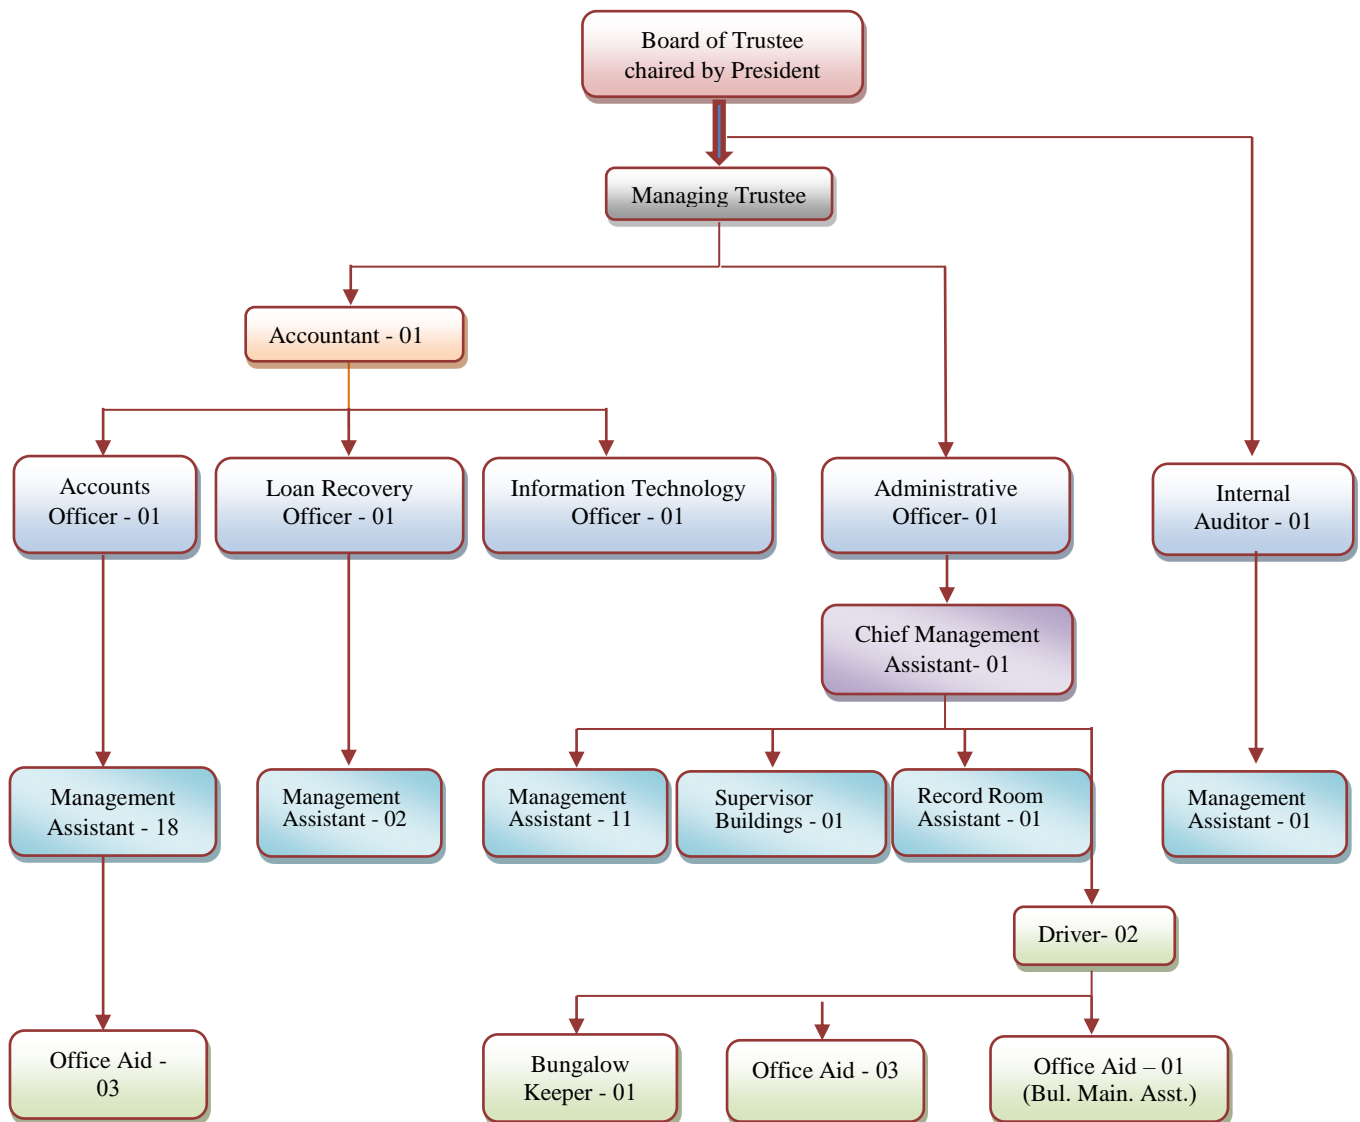 Board of Trustee
chaired by President
Managing Trustee
Accountant - 01
Accounts
Officer - 01
Loan Recovery
Officer - 01
Information Technology
Officer - 01
Administrative
Officer- 01
Internal
Auditor - 01
Chief Management
Assistant- 01
Management
Assistant - 18
Management
Assistant - 02
Management
Assistant - 11
Supervisor
Buildings - 01
Record Room
Assistant - 01
Management
Assistant - 01
Driver- 02
Office Aid -
03
Bungalow
Keeper - 01
Office Aid - 03
Office Aid – 01
(Bul. Main. Asst.)